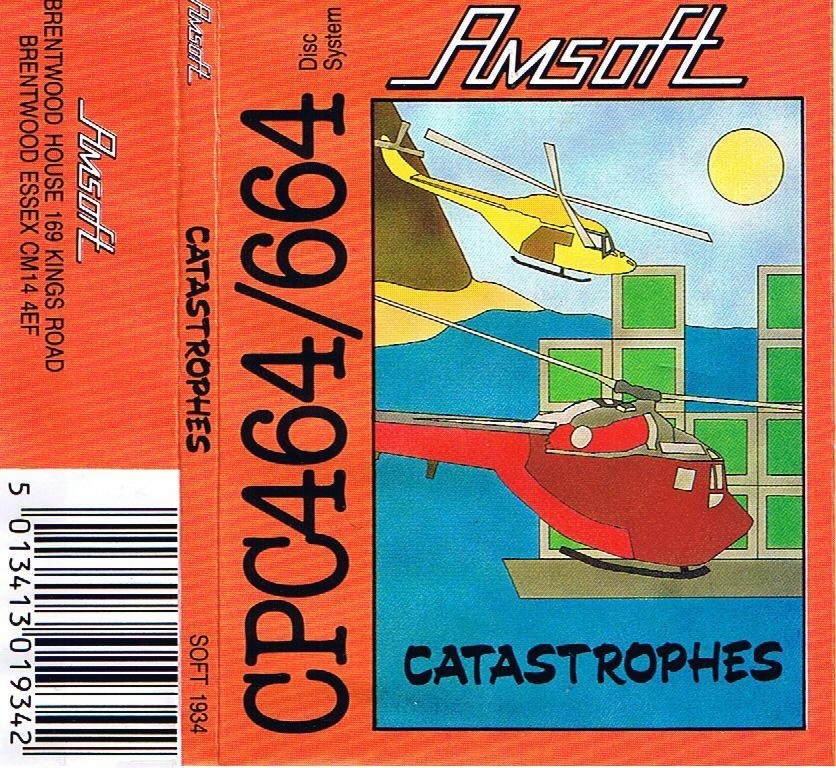 Amsoft
BRENTWOOD HOUSE 169 KINGS ROAD
BRENTWOOD ESSEX CM14 4EF
5 013413 019342
Amsoft
CATASTROPHES
SOFT 1934
CPC464/664
Disc
System
Amsoft
CATASTROPHES